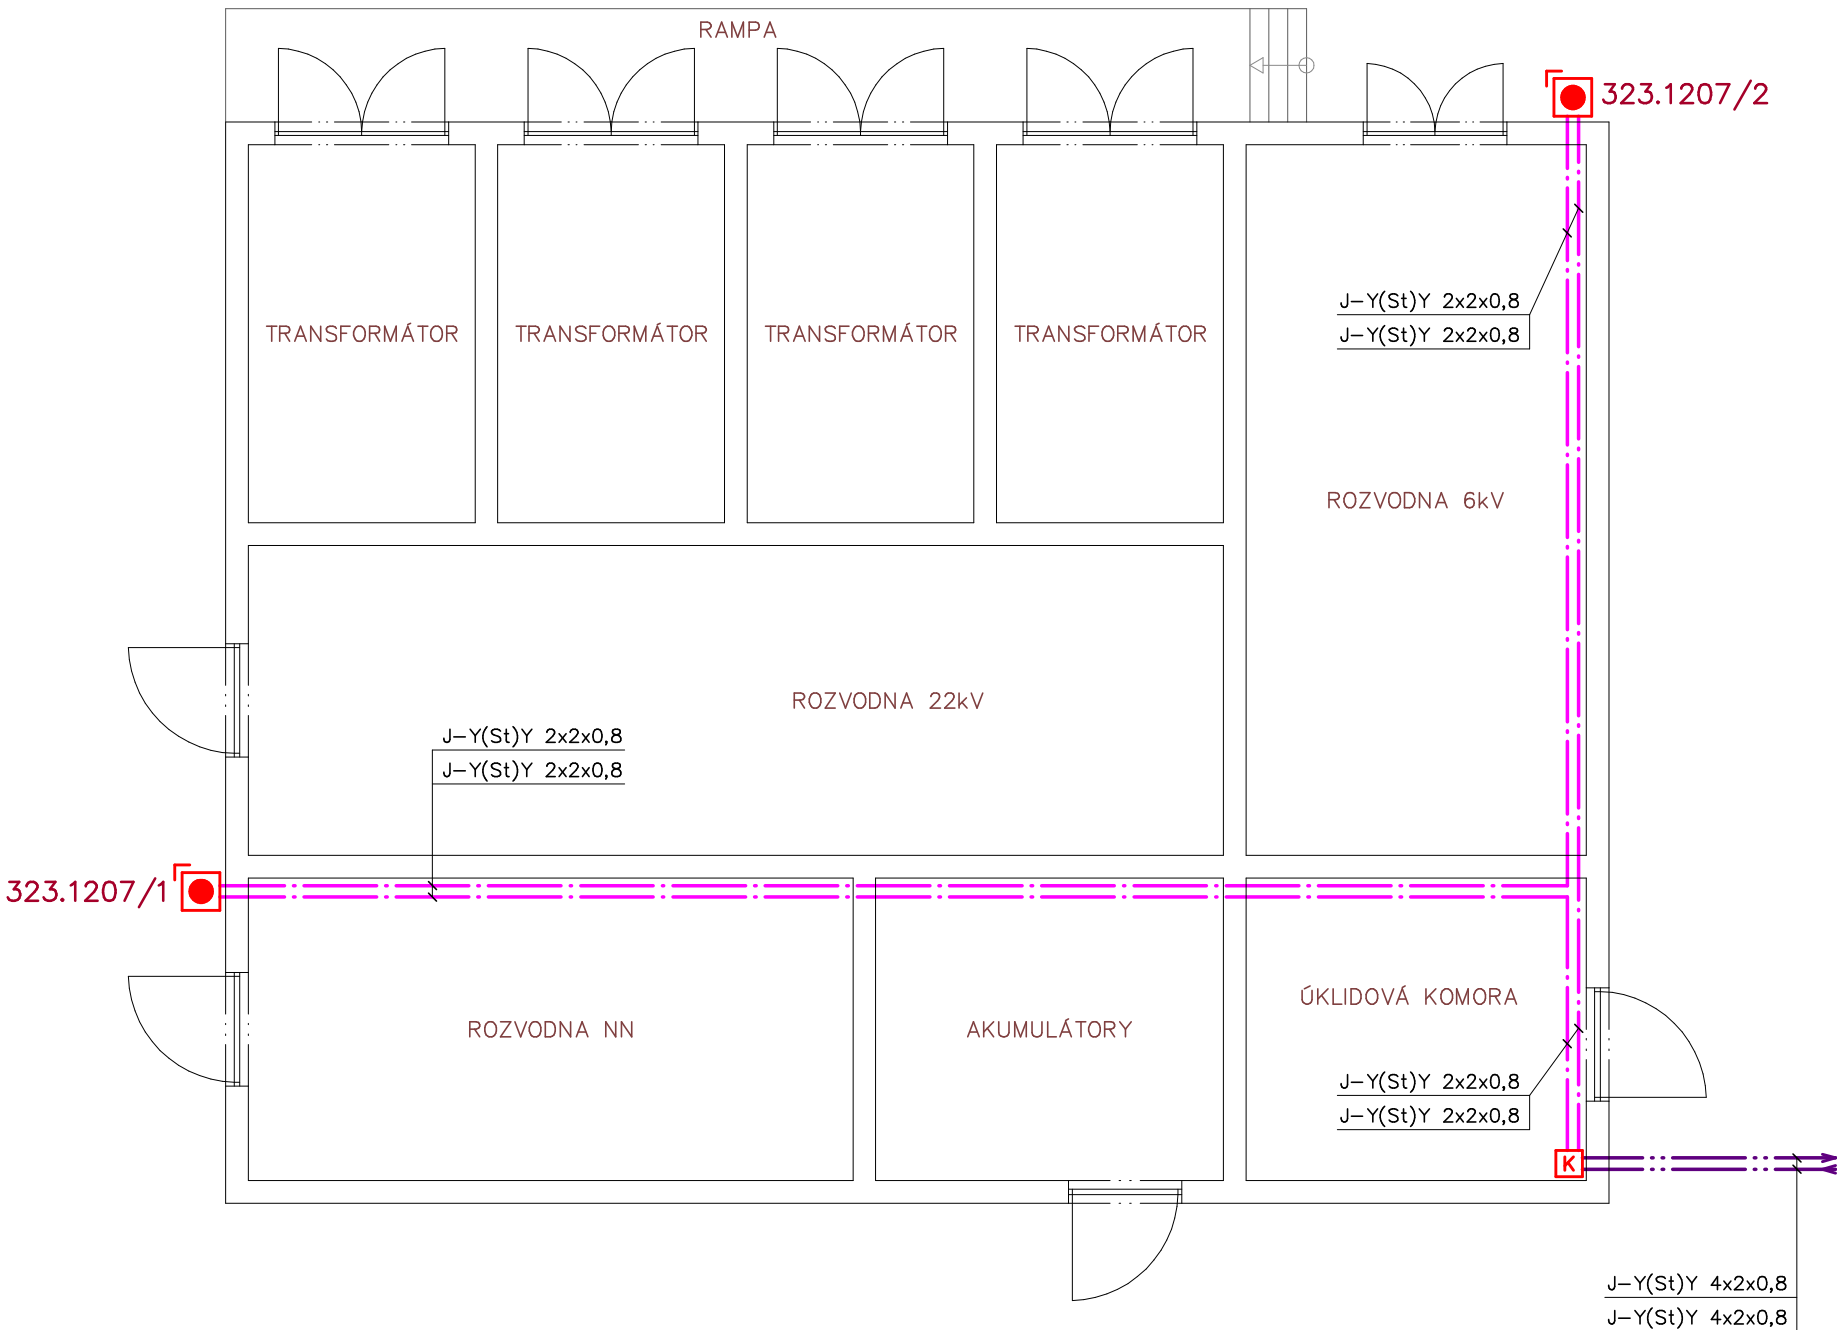 RAMPA
323.1207/2
J-Y(St)Y 2x2x0,8
J-Y(St)Y 2x2x0,8
TRANSFORMÁTOR
TRANSFORMÁTOR
TRANSFORMÁTOR
TRANSFORMÁTOR
ROZVODNA 6kV
ROZVODNA 22kV
J-Y(St)Y 2x2x0,8
J-Y(St)Y 2x2x0,8
323.1207/1
ÚKLIDOVÁ KOMORA
ROZVODNA NN
AKUMULÁTORY
J-Y(St)Y 2x2x0,8
J-Y(St)Y 2x2x0,8
K
J-Y(St)Y 4x2x0,8
J-Y(St)Y 4x2x0,8